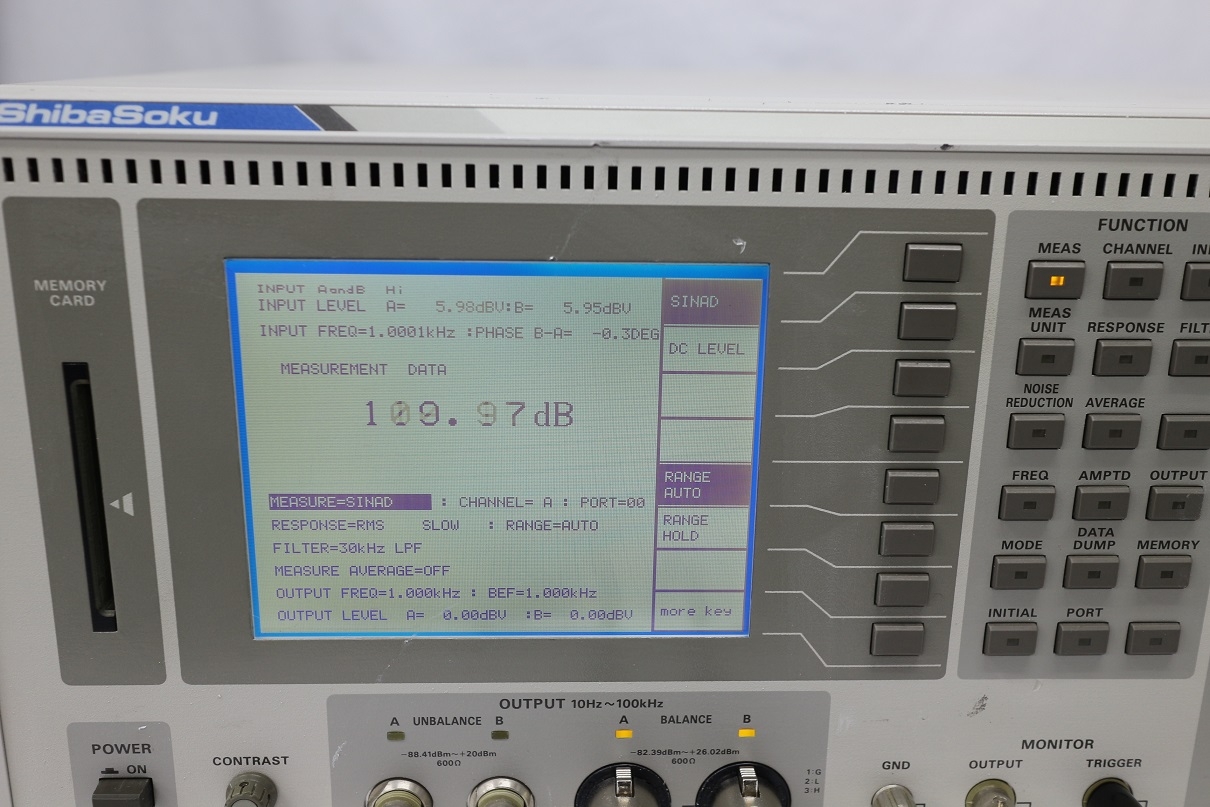 ShibaSoku
MEMORY
CARD
INPUT AandB Hi
INPUT LEVEL A= 5.98dBV:B= 5.95dBV
INPUT FREQ=1.0001kHz :PHASE B-A= -0.3DEG
MEASUREMENT DATA
109.97dB
MEASURE=SINAD : CHANNEL= A : PORT=00
RESPONSE=RMS SLOW : RANGE=AUTO
FILTER=30kHz LPF
MEASURE AVERAGE=OFF
OUTPUT FREQ=1.000kHz : BEF=1.000kHz
OUTPUT LEVEL A= 0.00dBV :B= 0.00dBV
SINAD
DC LEVEL
RANGE
AUTO
RANGE
HOLD
more key
FUNCTION
MEAS CHANNEL
MEAS
UNIT RESPONSE
NOISE
REDUCTION AVERAGE
FREQ AMPTD OUTPUT
MODE DATA
DUMP MEMORY
INITIAL PORT
POWER
ON
CONTRAST
OUTPUT 10Hz~100kHz
A UNBALANCE B
-88.41dBm~+20dBm
600Ω
A BALANCE B
-82.39dBm~+26.02dBm
600Ω
1:G
2 L
3 H
MONITOR
GND OUTPUT TRIGGER